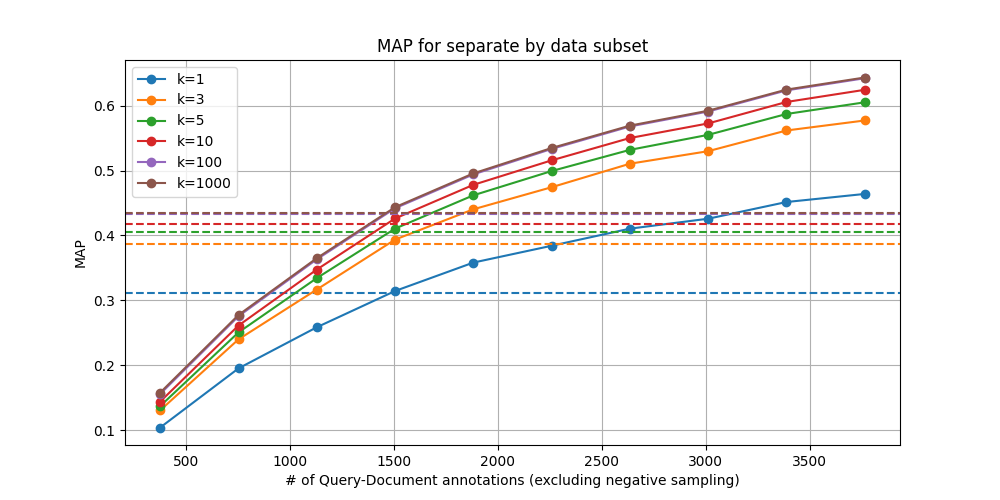 MAP for separate by data subset
k=1
k=3
k=5
k=10
k=100
k=1000
MAP
0.6
0.5
0.4
0.3
0.2
0.1
500 1000 1500 2000 2500 3000 3500
# of Query-Document annotations (excluding negative sampling)